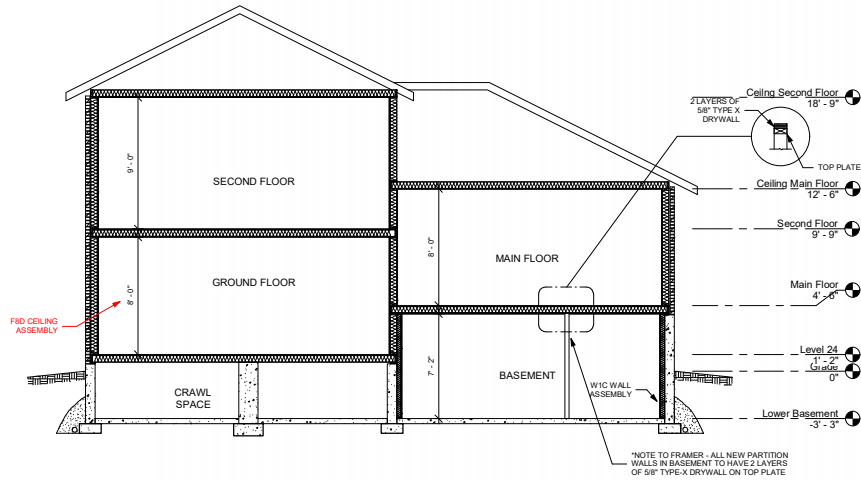 Ceilng Second Floor
18' - 9"
2 LAYERS OF
5/8" TYPE X
DRYWALL
TOP PLATE
9' - 0"
SECOND FLOOR
Ceiling Main Floor
12' - 6"
Second Floor
9' - 9"
8' - 0"
MAIN FLOOR
GROUND FLOOR
8' - 0"
Main Floor
4' - 6"
F8D CEILING
ASSEMBLY
Level 24
1' - 2"
Grade
0"
7' - 2"
BASEMENT
CRAWL
SPACE
W1C WALL
ASSEMBLY
Lower Basement
-3' - 3"
*NOTE TO FRAMER - ALL NEW PARTITION
WALLS IN BASEMENT TO HAVE 2 LAYERS
OF 5/8" TYPE-X DRYWALL ON TOP PLATE